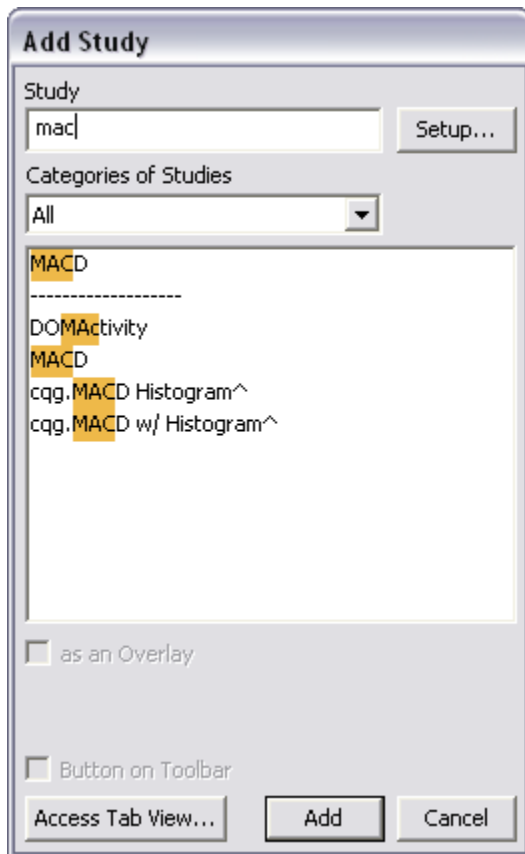 Add Study
Study
mac
Setup...
Categories of Studies
All
MACD
-------------------
DOMActivity
MACD
cqg.MACD Histogram^
cqg.MACD w/ Histogram^
as an Overlay
Button on Toolbar
Access Tab View...
Add
Cancel